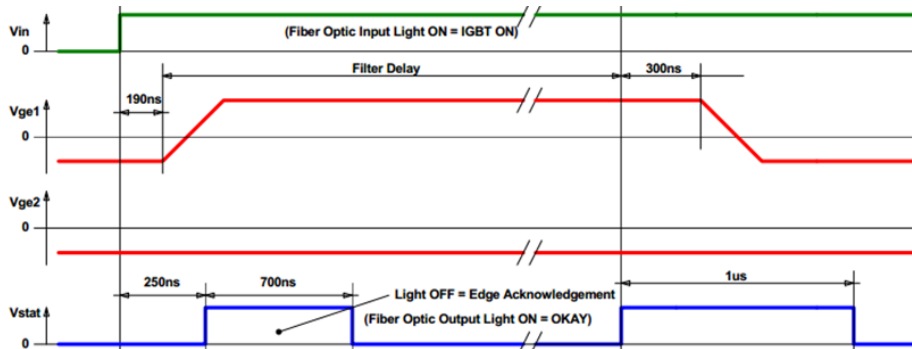 Vin
0
(Fiber Optic Input Light ON = IGBT ON)
Filter Delay
300ns
190ns
Vge1
0
Vge2
0
250ns
700ns
1us
Light OFF = Edge Acknowledgement
Vstat
(Fiber Optic Output Light ON = OKAY)
0